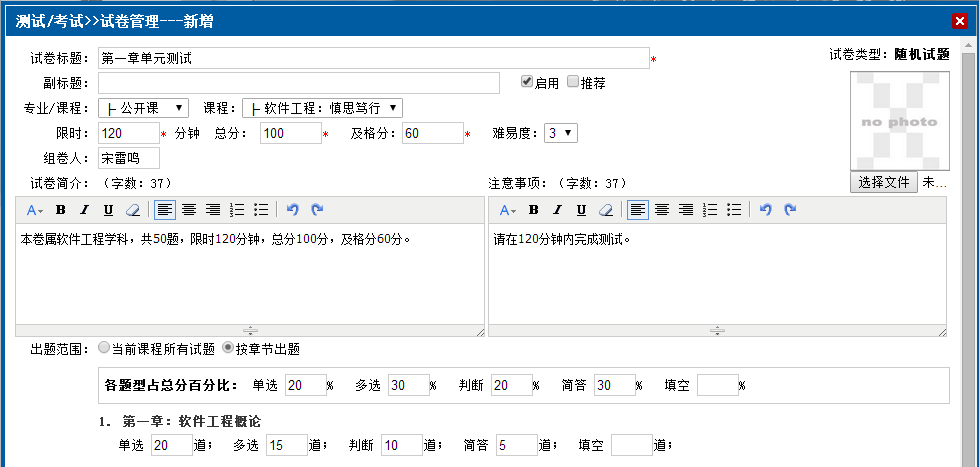 测试/考试>>试卷管理---新增
试卷标题： 第一章单元测试 * 试卷类型：随机试题
副标题： 启用 推荐
专业/课程： ├ 公开课 课程： ├ 软件工程：慎思笃行
限时： 120 * 分钟 总分： 100 * 及格分： 60 * 难易度： 3
no photo
组卷人： 宋雷鸣
试卷简介：（字数：37） 注意事项：（字数：37） 选择文件 未...
A B I U A B I U
本卷属软件工程学科，共50题，限时120分钟，总分100分，及格分60分。 请在120分钟内完成测试。
出题范围： 当前课程所有试题 按章节出题
各题型占总分百分比： 单选 20 % 多选 30 % 判断 20 % 简答 30 % 填空 %
1. 第一章：软件工程概论
单选 20 道； 多选 15 道； 判断 10 道； 简答 5 道； 填空 道；